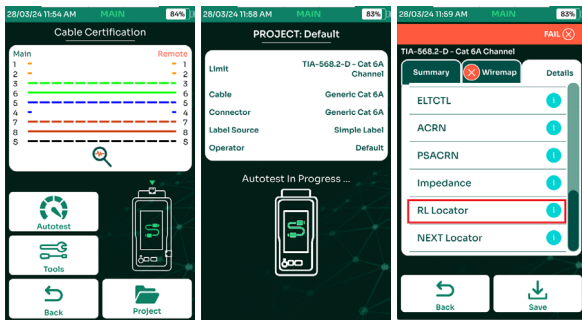 28/03/24 11:54 AM MAIN 84%
Cable Certification
Main Remote
1 1
2 2
3 3
6 6
5 5
4 4
7 7
8 8
S S
Autotest
Tools
Back
Project
28/03/24 11:58 AM MAIN 83%
PROJECT: Default
Limit TIA-568.2-D - Cat 6A
Channel
Cable Generic Cat 6A
Connector Generic Cat 6A
Label Source Simple Label
Operator Default
Autotest In Progress ...
28/03/24 11:59 AM MAIN 83%
FAIL
TIA-568.2-D - Cat 6A Channel
Summary Wiremap Details
ELTCTL i
ACRN i
PSACRN i
Impedance i
RL Locator i
NEXT Locator i
Back Save